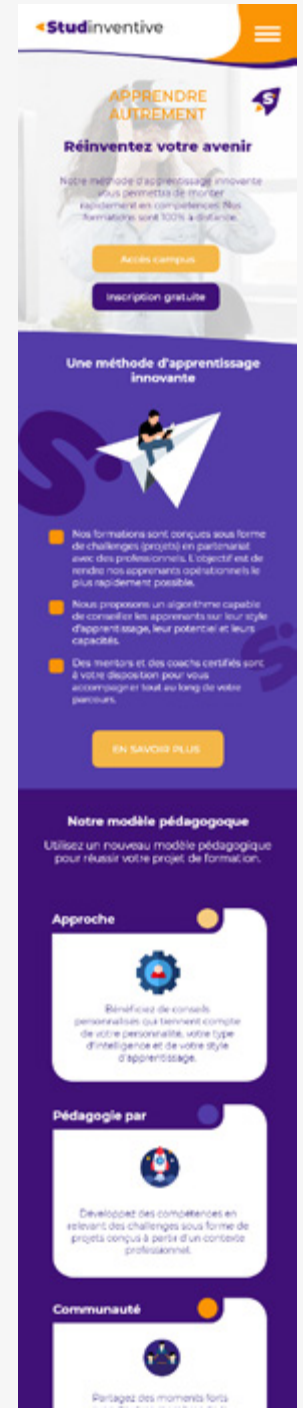 Studinventive
APPRENDRE
AUTREMENT
Réinventez votre avenir
Notre méthode d'apprentissage innovante
vous permettra de monter
rapidement en compétences. Nos
formations sont 100% à distance.
Accès campus
Inscription gratuite
Une méthode d'apprentissage
innovante
Nos formations sont conçues sous forme
de challenges (projets) en partenariat
avec des professionnels. L'objectif est de
rendre nos apprenants opérationnels le
plus rapidement possible.
Nous proposons un algorithme capable
de conseiller les apprenants sur leur style
d'apprentissage, leur potentiel et leurs
capacités.
Des mentors et des coachs certifiés sont
à votre disposition pour vous
accompagner tout au long de votre
parcours.
EN SAVOIR PLUS
Notre modèle pédagogoque
Utilisez un nouveau modèle pédagogique
pour réussir votre projet de formation.
Approche
Bénéficiez de conseils
personnalisés qui tiennent compte
de votre personnalité, votre type
d'intelligence et de votre style
d'apprentissage.
Pédagogie par
Développez des compétences en
relevant des challenges sous forme de
projets conçus à partir d'un contexte
professionnel.
Communauté
Partagez des moments forts